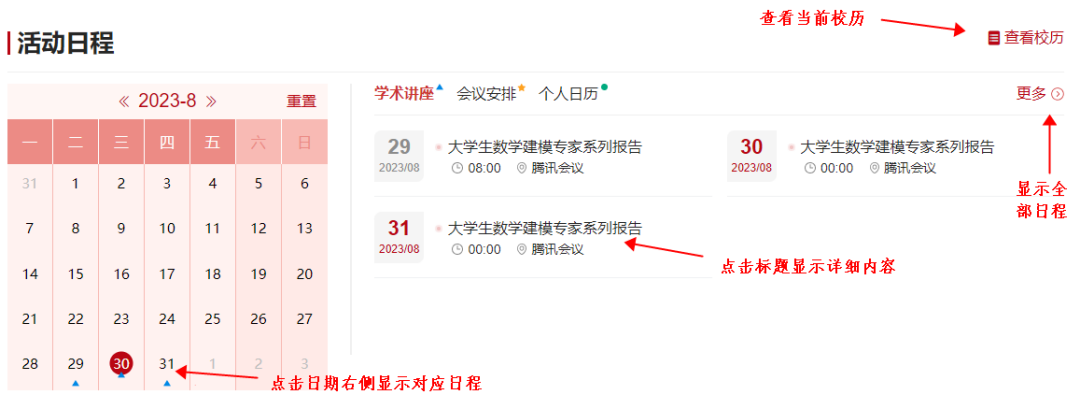 查看当前校历
活动日程
查看校历
« 2023-8 » 重置
学术讲座 会议安排 个人日历
更多
一 二 三 四 五 六 日
31 1 2 3 4 5 6
7 8 9 10 11 12 13
14 15 16 17 18 19 20
21 22 23 24 25 26 27
28 29 30 31 1 2 3
29 大学生数学建模专家系列报告
2023/08 08:00 腾讯会议
30 大学生数学建模专家系列报告
2023/08 00:00 腾讯会议
显示全
部日程
31 大学生数学建模专家系列报告
2023/08 00:00 腾讯会议
点击标题显示详细内容
点击日期右侧显示对应日程